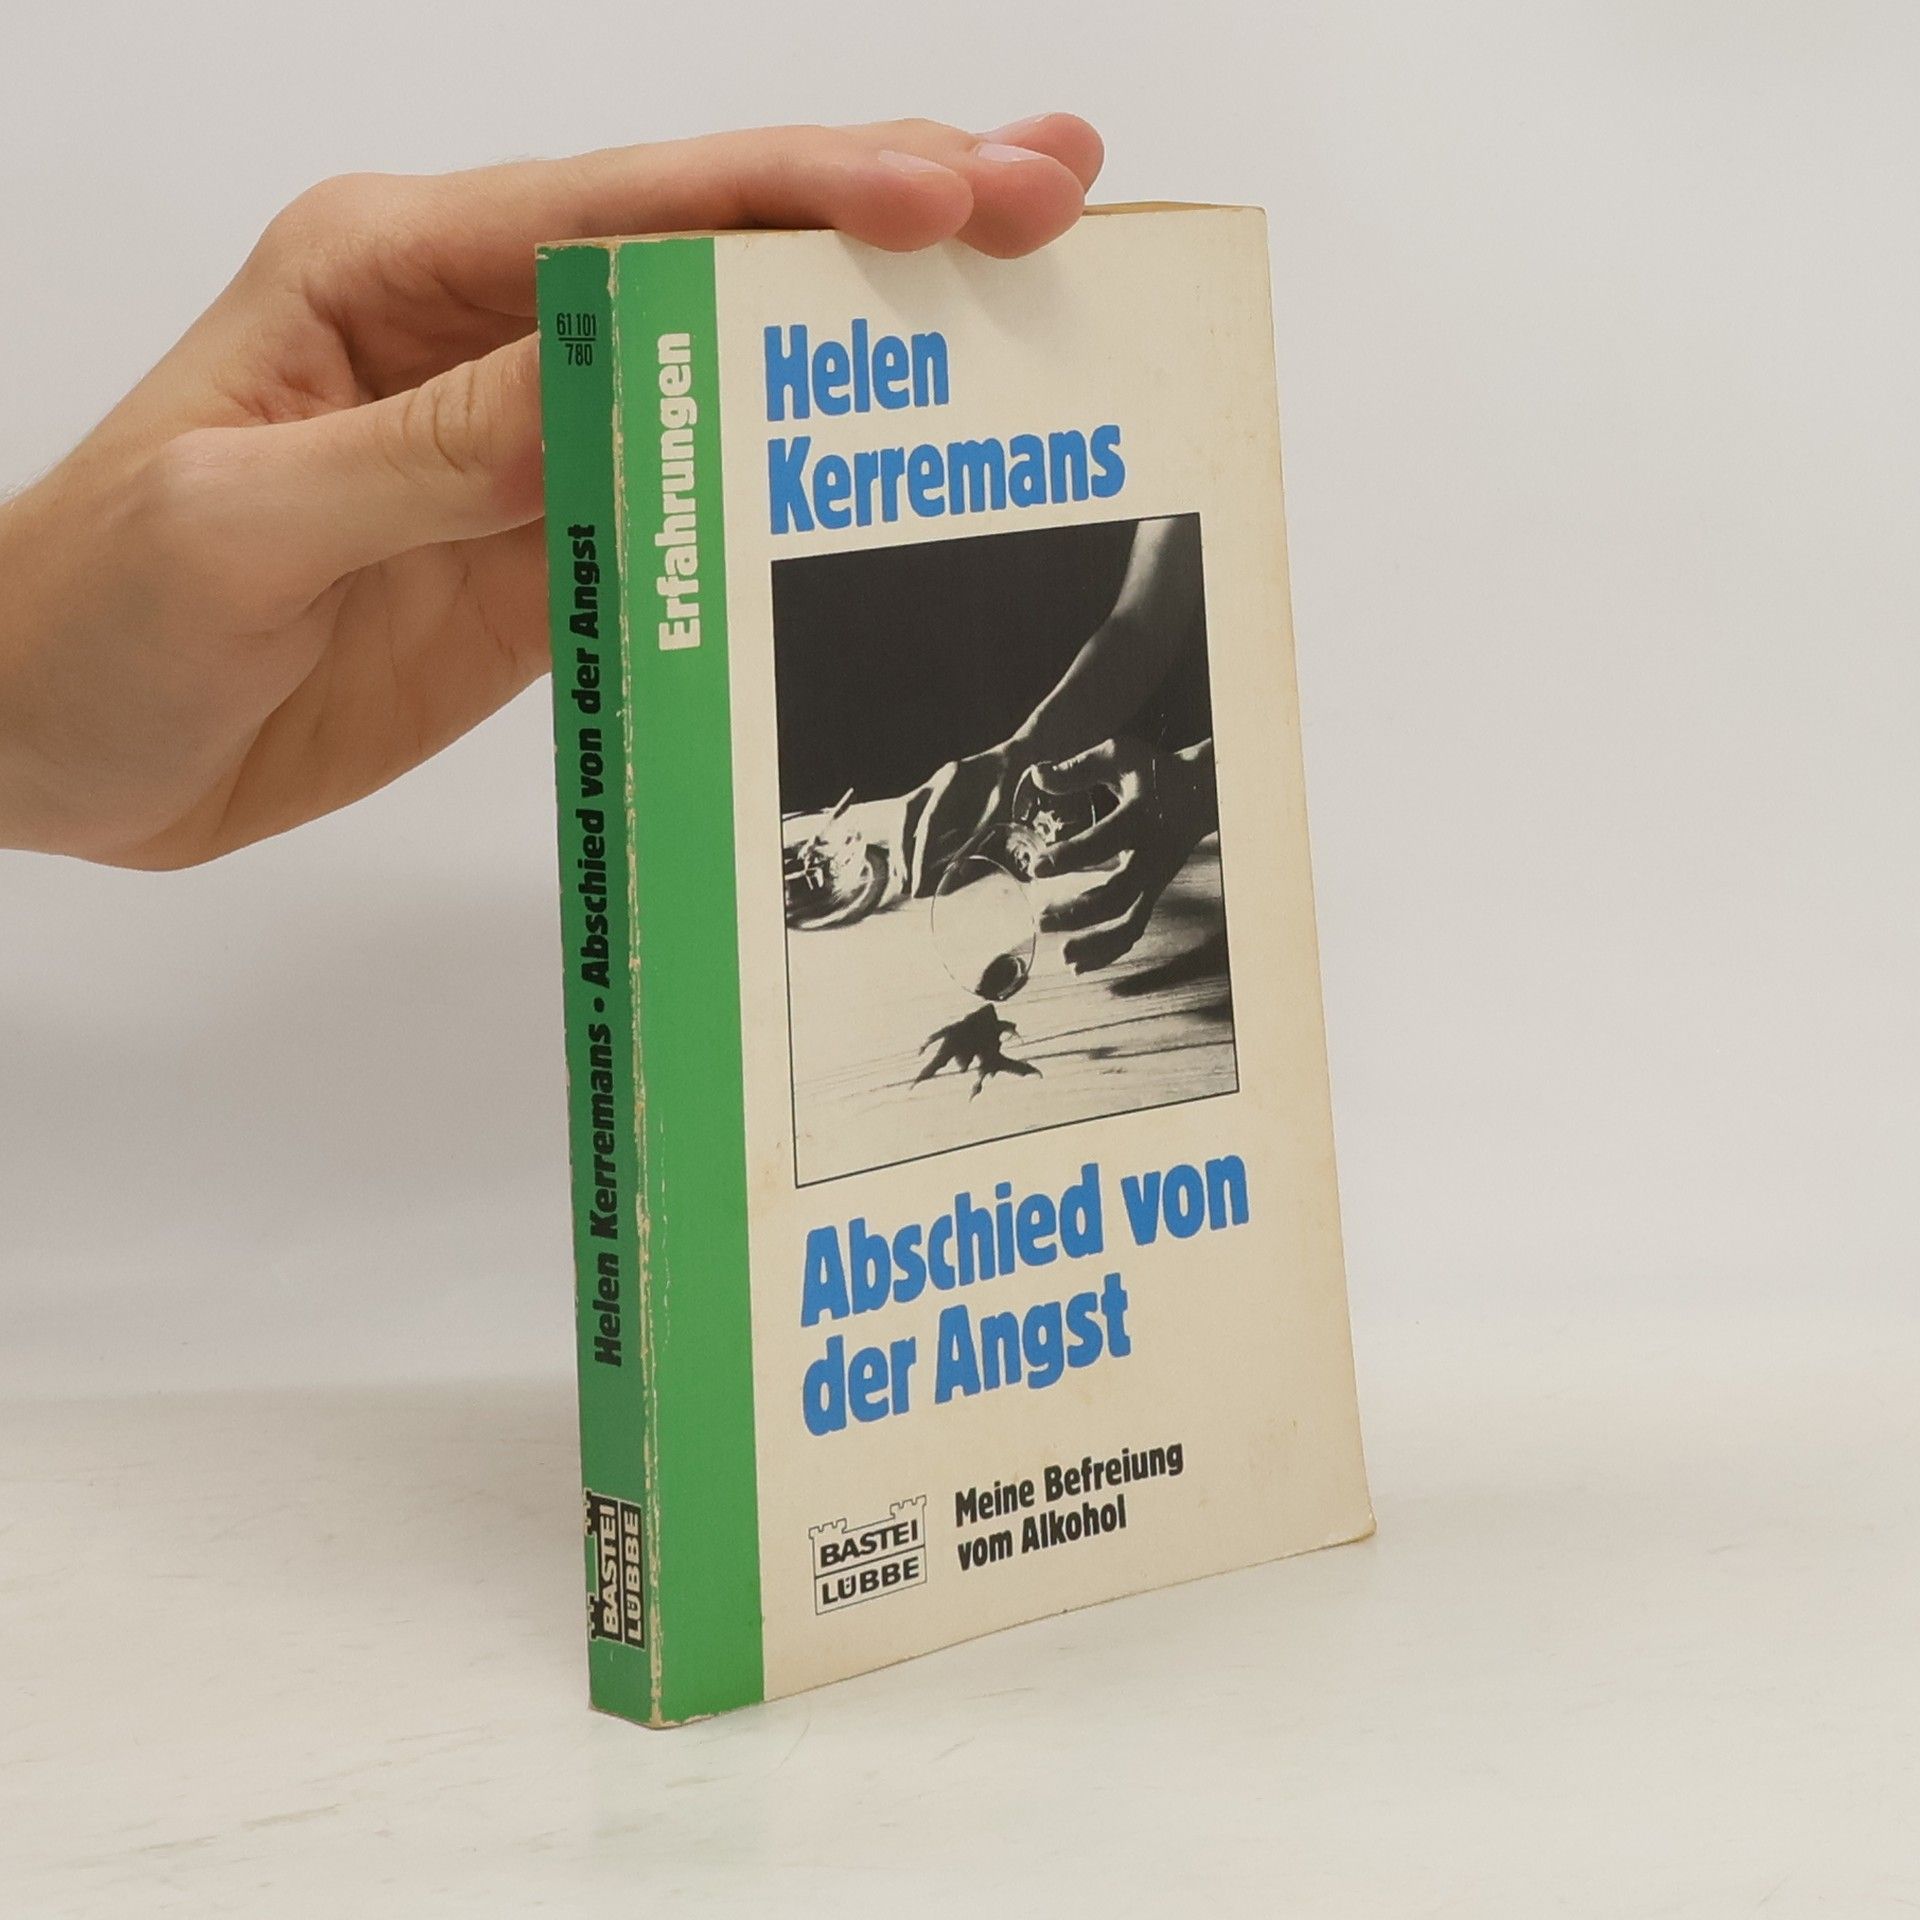 61 101
780
Helen Kerremans • Abschied von der Angst
BASTEI
LÜBBE
Erfahrungen
Helen
Kerremans
Abschied von
der Angst
BASTEI
LÜBBE
Meine Befreiung
vom Alkohol